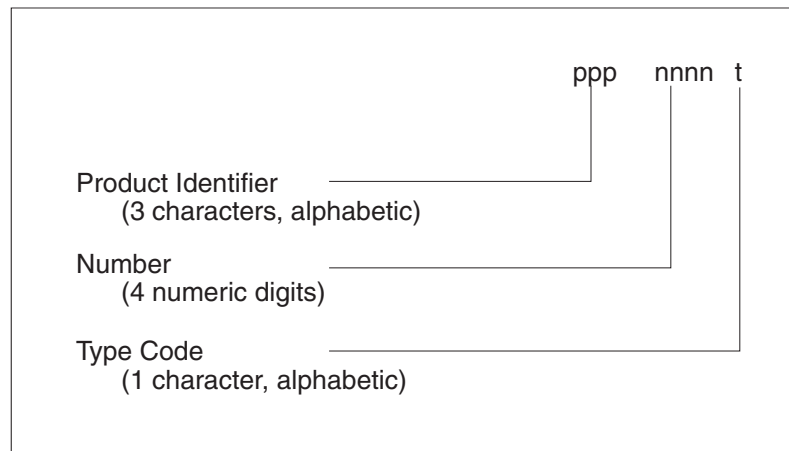 ppp nnnn t
Product Identifier
(3 characters, alphabetic)
Number
(4 numeric digits)
Type Code
(1 character, alphabetic)